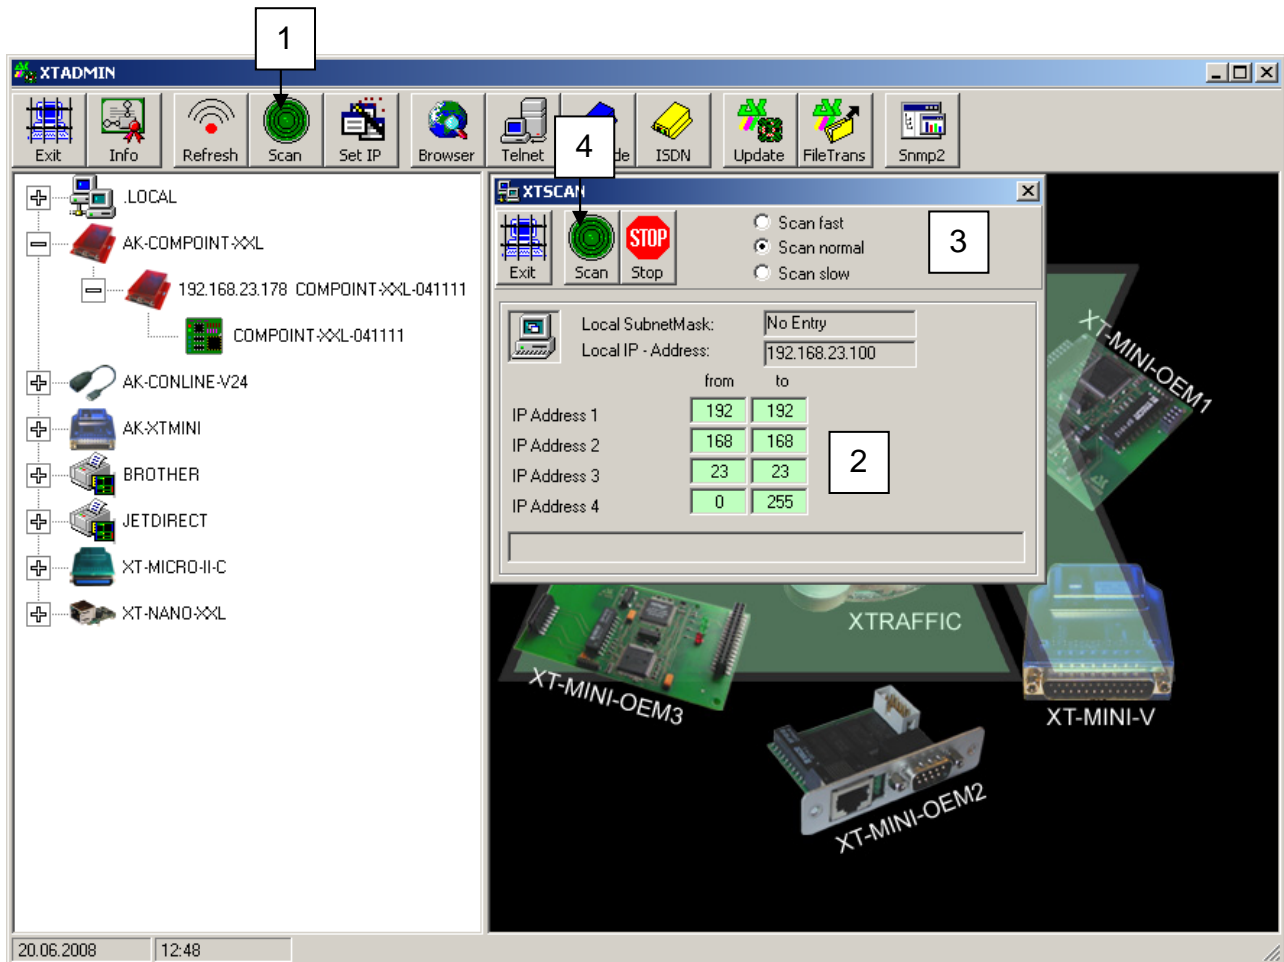 1
XTADMIN
Exit Info Refresh Scan Set IP Browser Telnet de ISDN Update FileTrans Snmp2
4
.LOCAL
AK-COMPOINT-XXL
192.168.23.178 COMPOINT-XXL-041111
COMPOINT-XXL-041111
AK-CONLINE-V24
AK-XTMINI
BROTHER
JETDIRECT
XT-MICRO-II-C
XT-NANO-XXL
XTSCAN
Exit Scan STOP Stop
Scan fast
Scan normal
Scan slow
3
Local SubnetMask: No Entry
Local IP - Address: 192.168.23.100
from to
IP Address 1 192 192
IP Address 2 168 168
IP Address 3 23 23
IP Address 4 0 255
2
XT-MINI-OEM1
XTRAFFIC
XT-MINI-OEM3
XT-MINI-V
XT-MINI-OEM2
20.06.2008 12:48